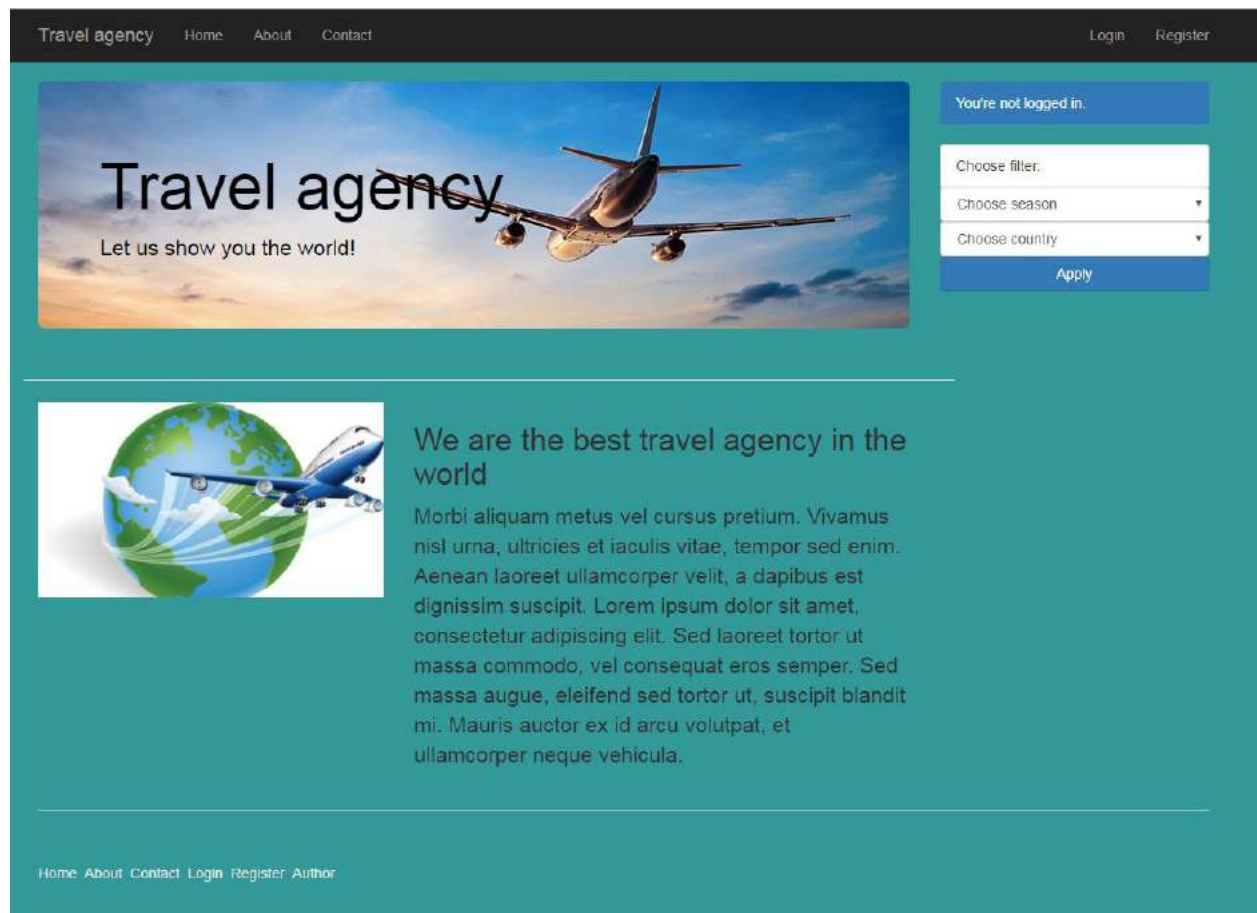 Travel agency Home About Contact Login Register
Travel agency
Let us show you the world!
You're not logged in.
Choose filter:
Choose season
Choose country
Apply
We are the best travel agency in the
world
Morbi aliquam metus vel cursus pretium. Vivamus
nisl urna, ultricies et iaculis vitae, tempor sed enim.
Aenean laoreet ullamcorper velit, a dapibus est
dignissim suscipit. Lorem ipsum dolor sit amet,
consectetur adipiscing elit. Sed laoreet tortor ut
massa commodo, vel consequat eros semper. Sed
massa augue, eleifend sed tortor ut, suscipit blandit
mi. Mauris auctor ex id arcu volutpat, et
ullamcorper neque vehicula.
Home About Contact Login Register Author